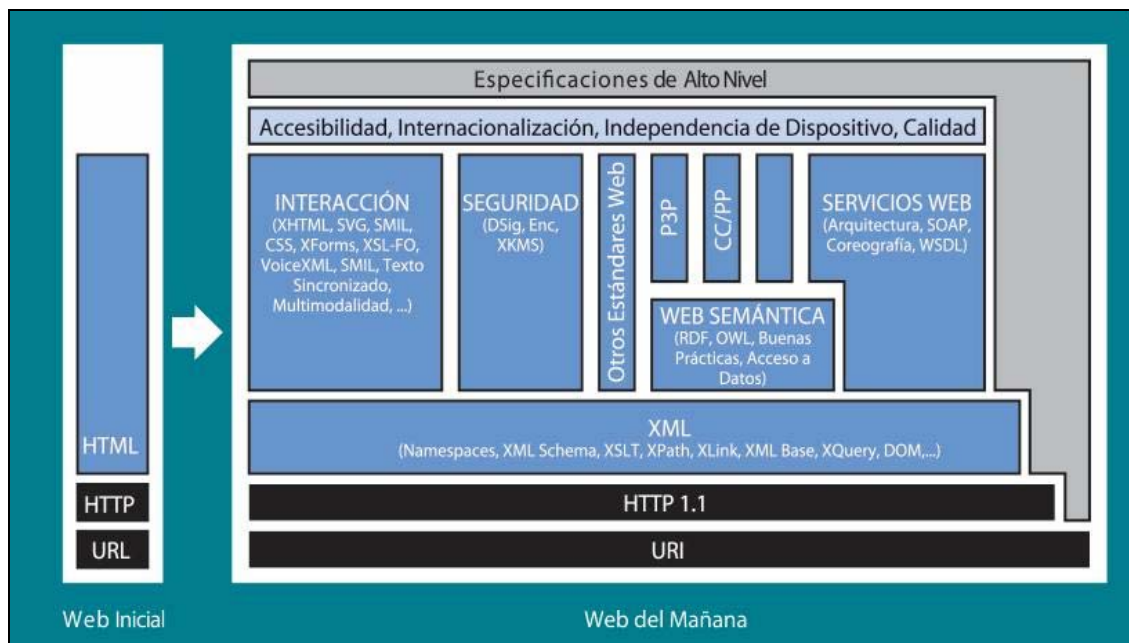 HTML
HTTP
URL
Web Inicial
Especificaciones de Alto Nivel
Accesibilidad, Internacionalización, Independencia de Dispositivo, Calidad
INTERACCIÓN
(XHTML, SVG, SMIL,
CSS, XForms, XSL-FO,
VoiceXML, SMIL, Texto
Sincronizado,
Multimodalidad, ...)
SEGURIDAD
(DSig, Enc,
XKMS)
Otros Estándares Web
P3P
CC/PP
SERVICIOS WEB
(Arquitectura, SOAP,
Coreografía, WSDL)
WEB SEMÁNTICA
(RDF, OWL, Buenas
Prácticas, Acceso a
Datos)
XML
(Namespaces, XML Schema, XSLT, XPath, XLink, XML Base, XQuery, DOM,...)
HTTP 1.1
URI
Web del Mañana